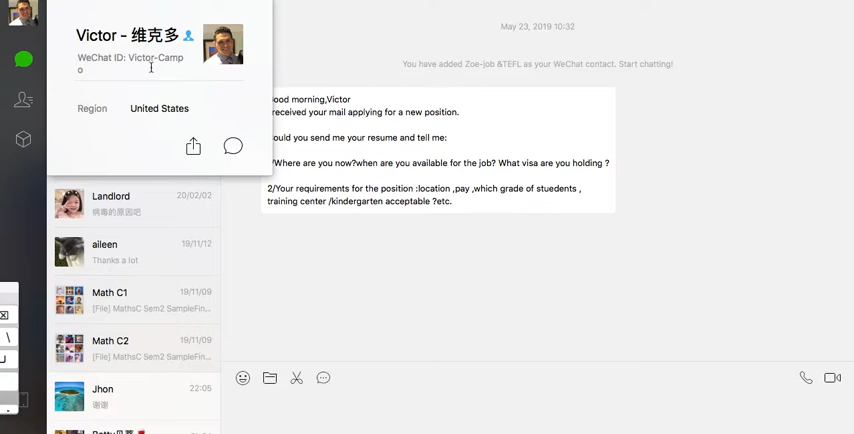 Victor - 维克多
WeChat ID: Victor-Camp
o
Region United States
Landlord 20/02/02
病毒的原因吧
aileen 19/11/12
Thanks a lot
Math C1 19/11/09
[File] MathsC Sem2 SampleFin...
Math C2 19/11/09
[File] MathsC Sem2 SampleFin...
Jhon 22:05
谢谢
May 23, 2019 10:32
You have added Zoe-job &TEFL as your WeChat contact. Start chatting!
ood morning,Victor
received your mail applying for a new position.
ould you send me your resume and tell me:
/Where are you now?when are you available for the job? What visa are you holding ?
2/Your requirements for the position :location ,pay ,which grade of stuedents ,
training center /kindergarten acceptable ?etc.